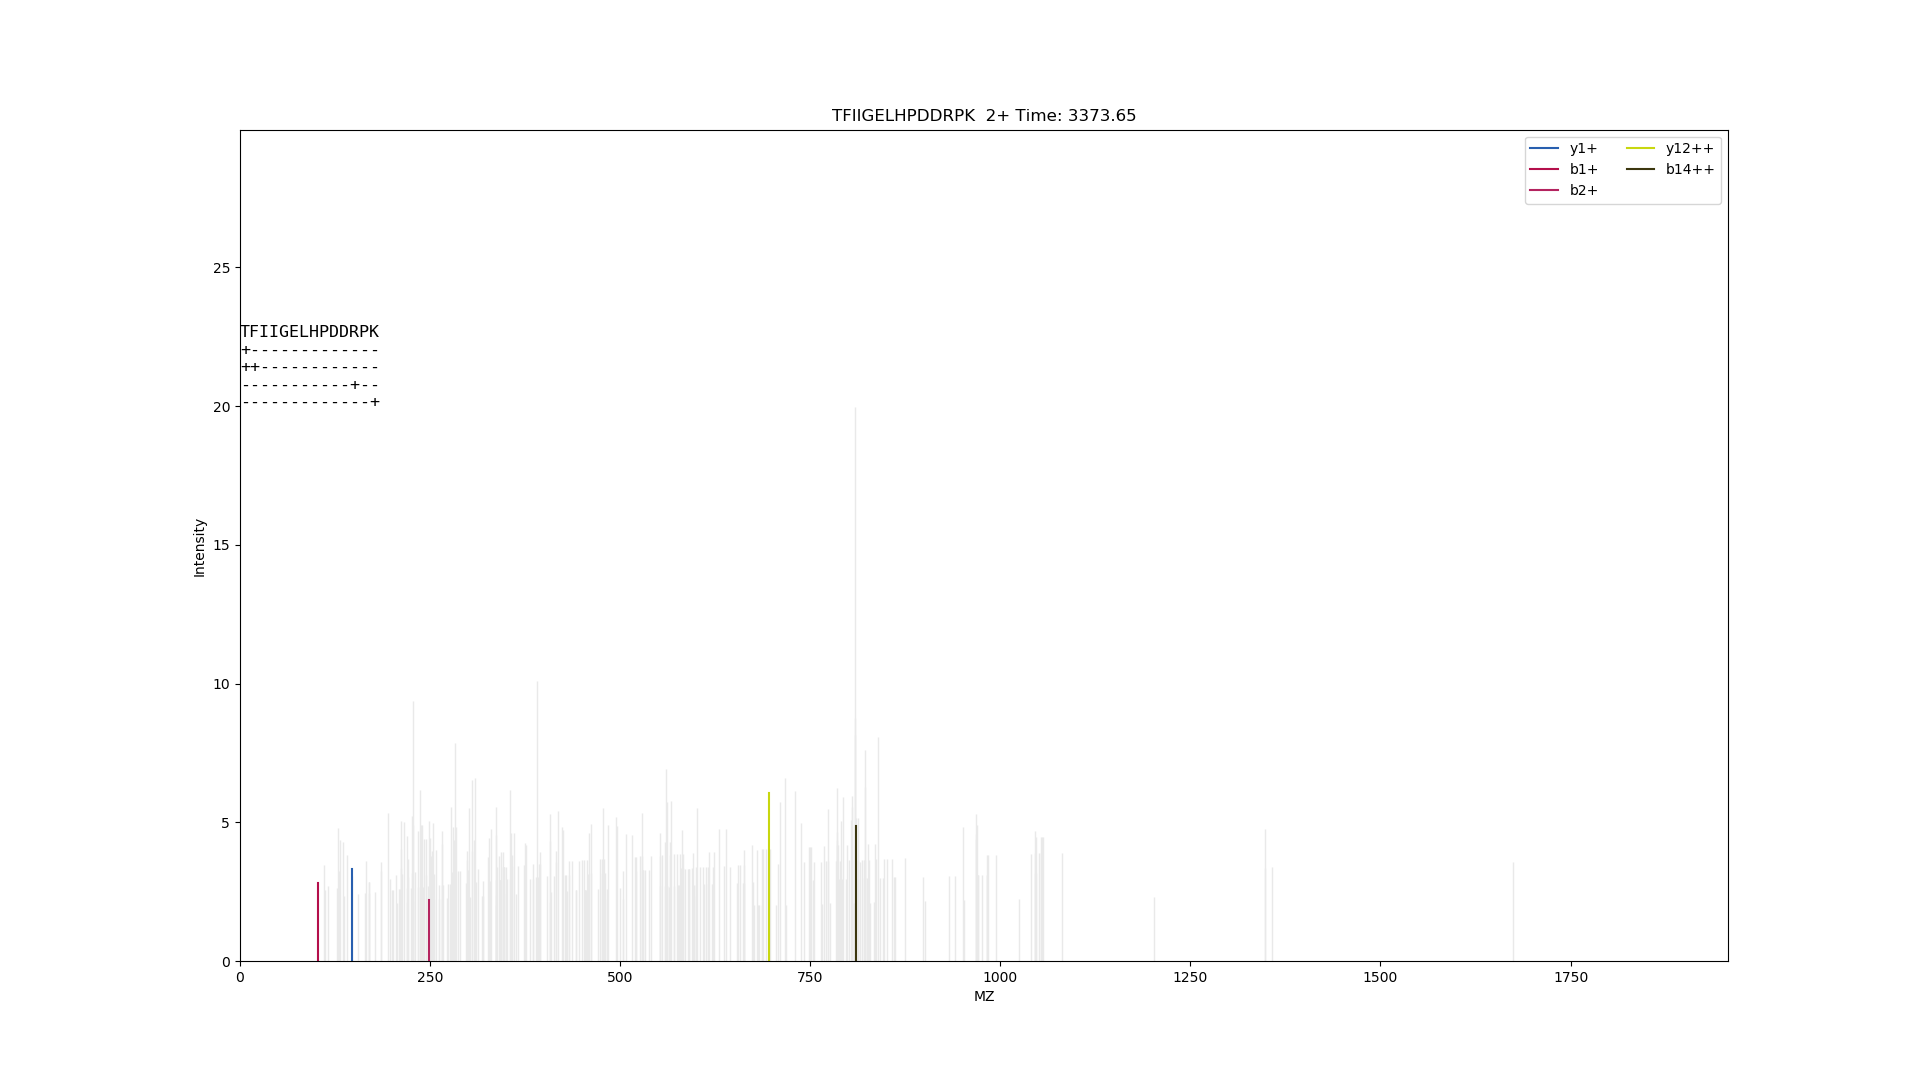 TFIIGELHPDDRPK  2+ Time: 3373.65
y1+
b1+
b2+
y12++
b14++
TFIIGELHPDDRPK
+-------------
++------------
-----------+--
-------------+
25
20
15
10
5
0
Intensity
0 250 500 750 1000 1250 1500 1750
MZ